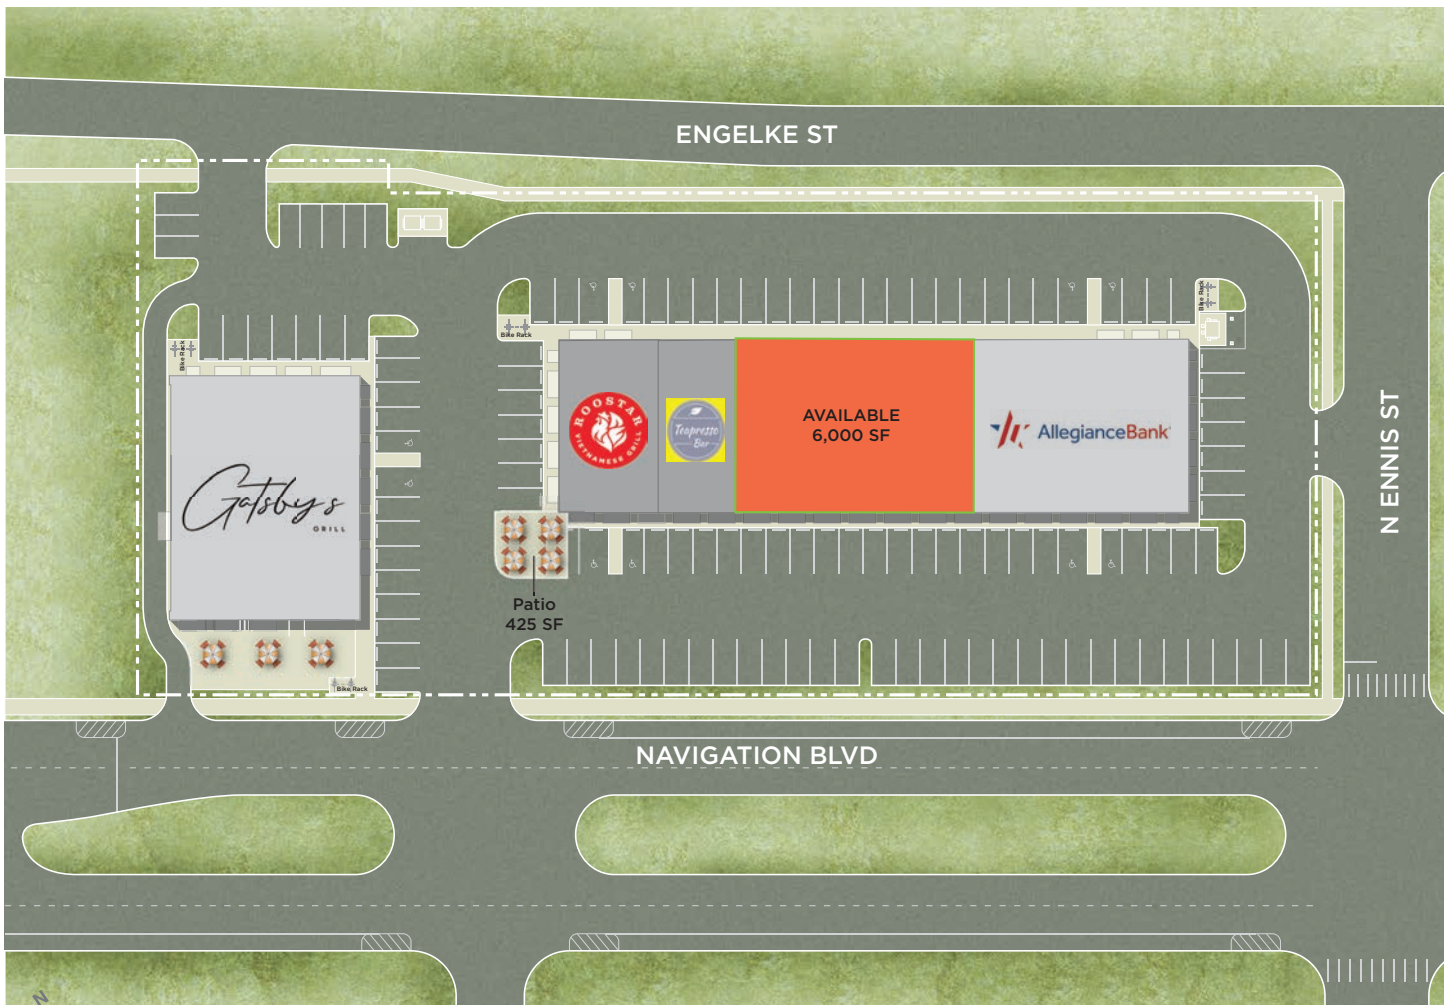 ENGELKE ST
Bike Rack
Bike Rack
Bike Rack
ROOSTAR
VIETNAMESE GRILL
Teapresso
Bar
AVAILABLE
6,000 SF
AllegianceBank
N ENNIS ST
Gatsby's
GRILL
Patio
425 SF
Bike Rack
NAVIGATION BLVD
N